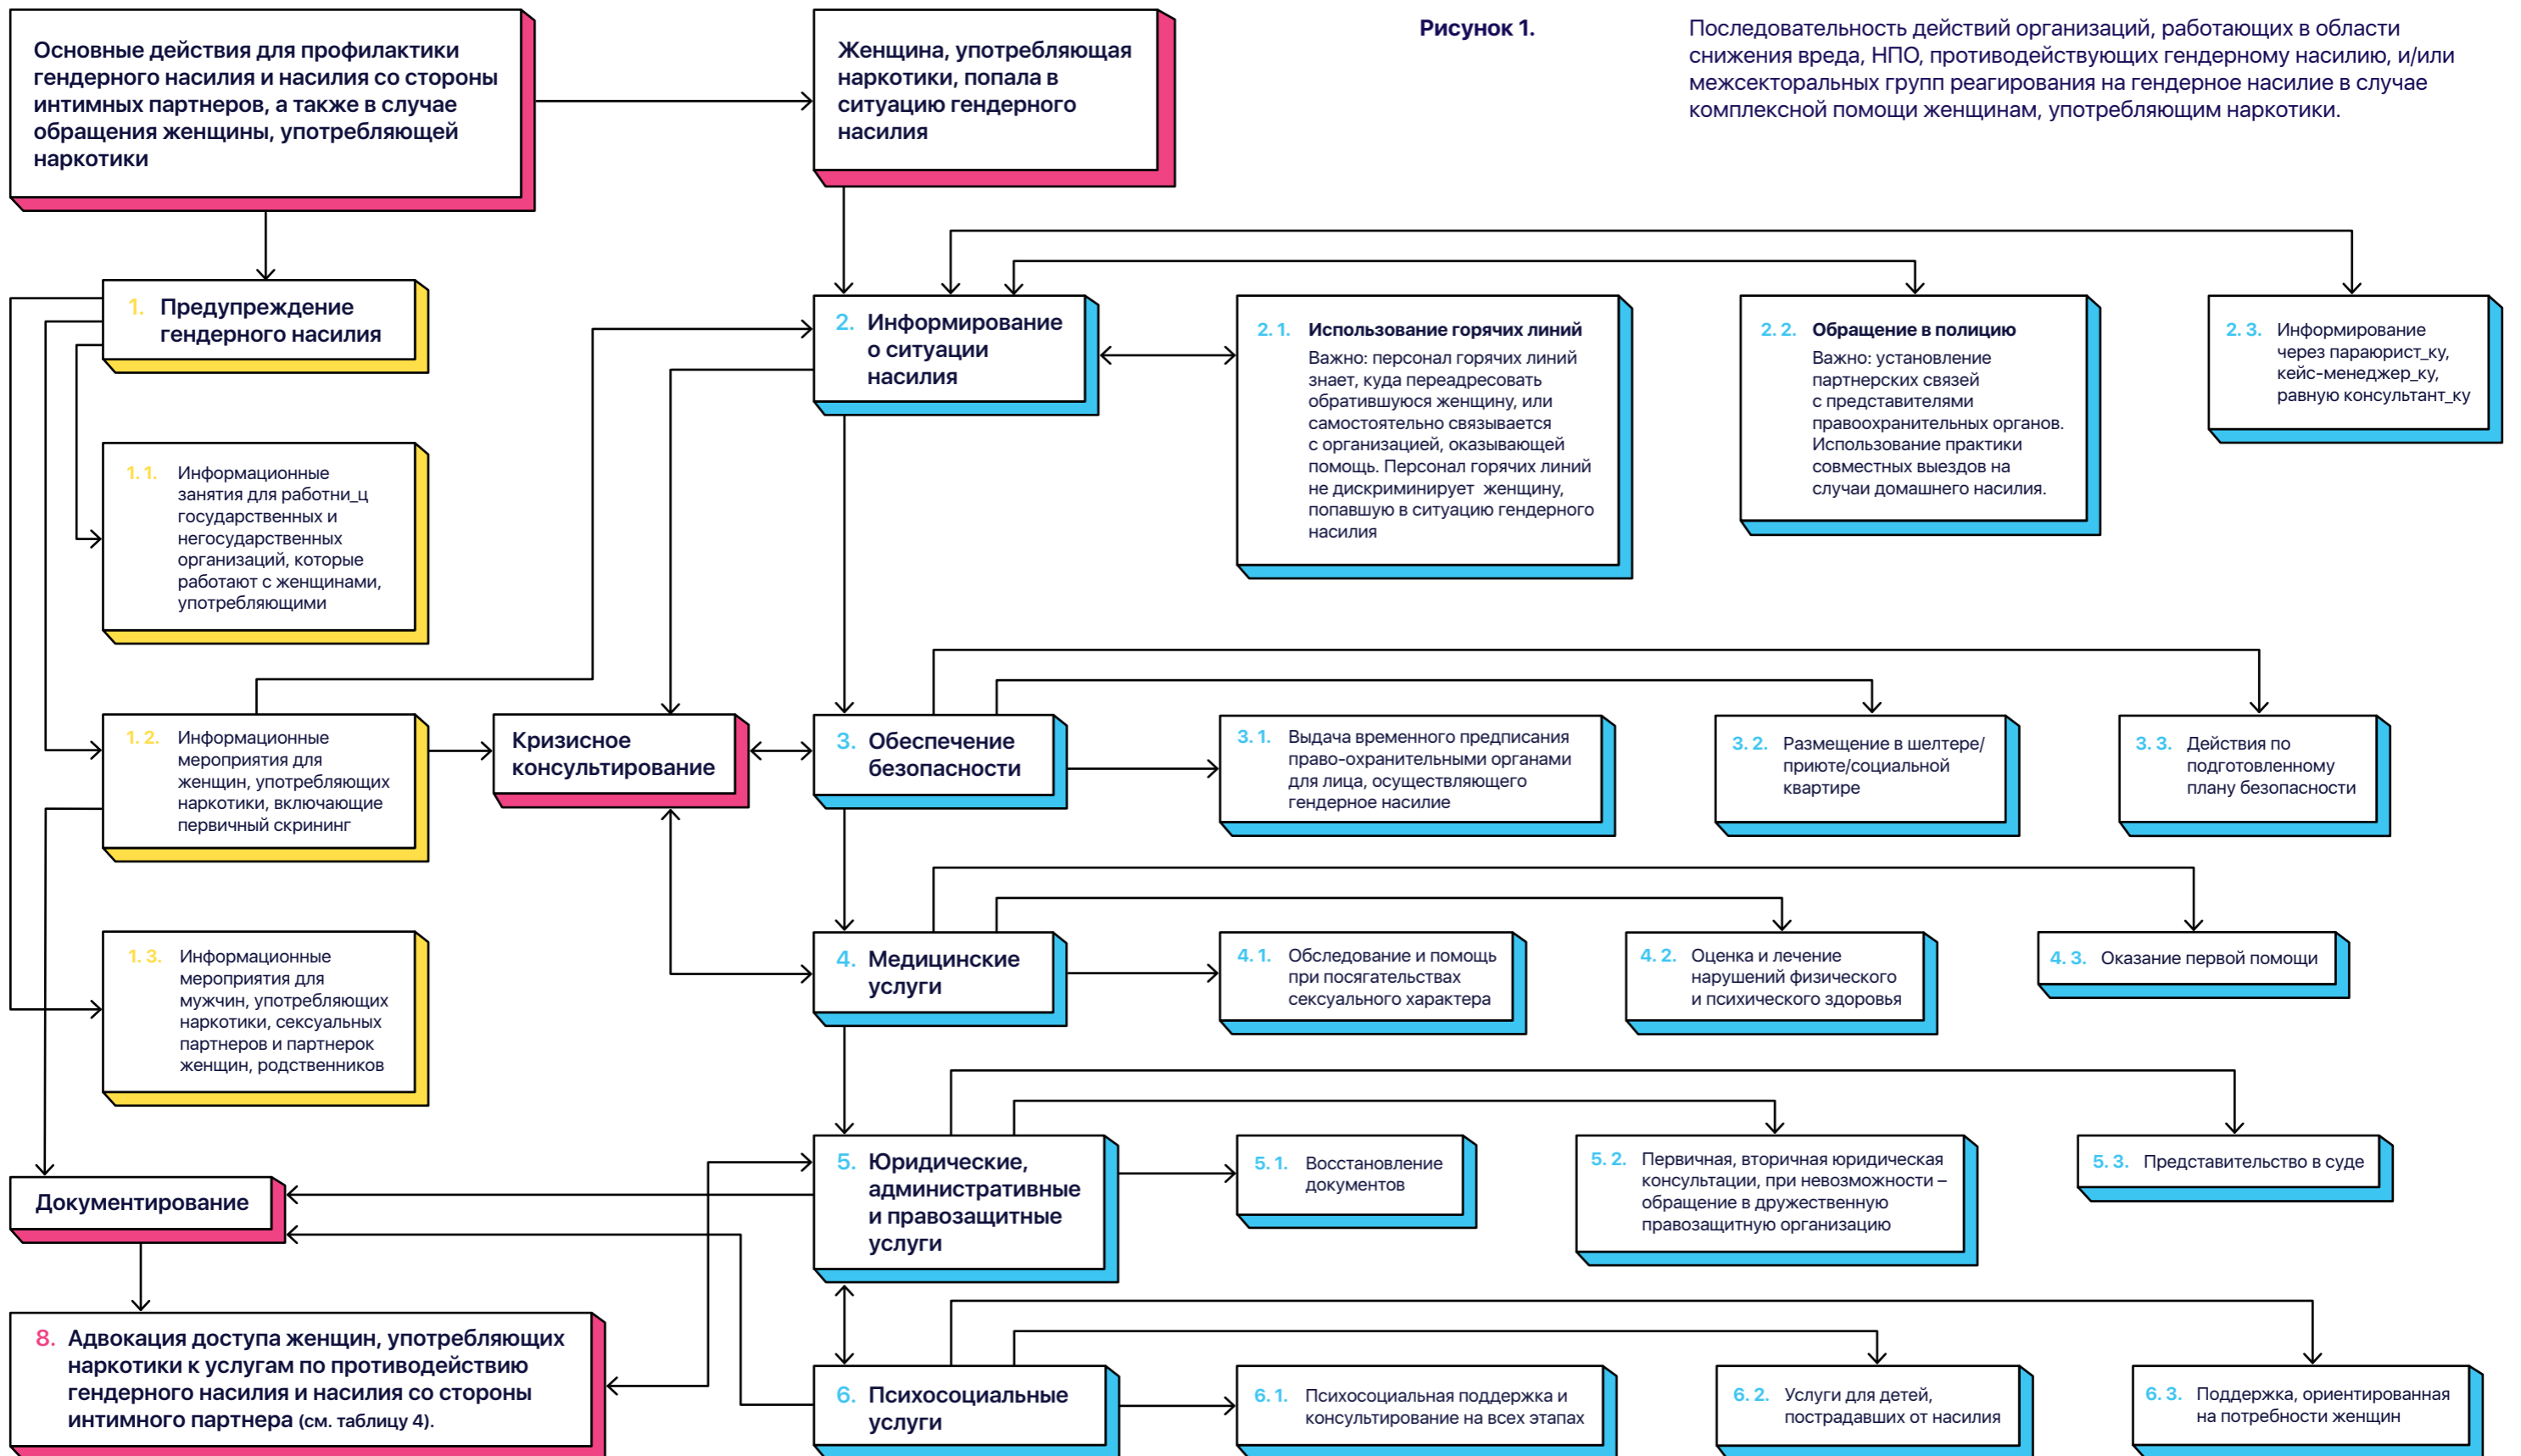 Основные действия для профилактики
гендерного насилия и насилия со стороны
интимных партнеров, а также в случае
обращения женщины, употребляющей
наркотики
Женщина, употребляющая
наркотики, попала в
ситуацию гендерного
насилия
Рисунок 1.
Последовательность действий организаций, работающих в области
снижения вреда, НПО, противодействующих гендерному насилию, и/или
межсекторальных групп реагирования на гендерное насилие в случае
комплексной помощи женщинам, употребляющим наркотики.
1. Предупреждение
гендерного насилия
2. Информирование
о ситуации
насилия
2. 1. Использование горячих линий
Важно: персонал горячих линий
знает, куда переадресовать
обратившуюся женщину, или
самостоятельно связывается
с организацией, оказывающей
помощь. Персонал горячих линий
не дискриминирует женщину,
попавшую в ситуацию гендерного
насилия
2. 2. Обращение в полицию
Важно: установление
партнерских связей
с представителями
правоохранительных органов.
Использование практики
совместных выездов на
случаи домашнего насилия.
2. 3. Информирование
через параюрист_ку,
кейс-менеджер_ку,
равную консультант_ку
1. 1. Информационные
занятия для работни_ц
государственных и
негосударственных
организаций, которые
работают с женщинами,
употребляющими
1. 2. Информационные
мероприятия для
женщин, употребляющих
наркотики, включающие
первичный скрининг
Кризисное
консультирование
3. Обеспечение
безопасности
3. 1. Выдача временного предписания
право-охранительными органами
для лица, осуществляющего
гендерное насилие
3. 2. Размещение в шелтере/
приюте/социальной
квартире
3. 3. Действия по
подготовленному
плану безопасности
1. 3. Информационные
мероприятия для
мужчин, употребляющих
наркотики, сексуальных
партнеров и партнерок
женщин, родственников
4. Медицинские
услуги
4. 1. Обследование и помощь
при посягательствах
сексуального характера
4. 2. Оценка и лечение
нарушений физического
и психического здоровья
4. 3. Оказание первой помощи
Документирование
5. Юридические,
административные
и правозащитные
услуги
5. 1. Восстановление
документов
5. 2. Первичная, вторичная юридическая
консультации, при невозможности –
обращение в дружественную
правозащитную организацию
5. 3. Представительство в суде
8. Адвокация доступа женщин, употребляющих
наркотики к услугам по противодействию
гендерного насилия и насилия со стороны
интимного партнера (см. таблицу 4).
6. Психосоциальные
услуги
6. 1. Психосоциальная поддержка и
консультирование на всех этапах
6. 2. Услуги для детей,
пострадавших от насилия
6. 3. Поддержка, ориентированная
на потребности женщин